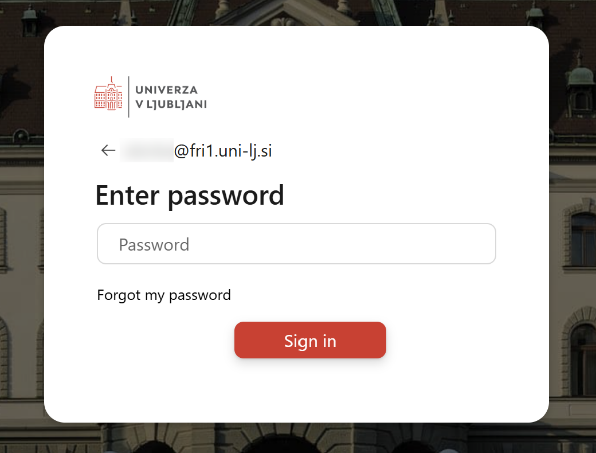 UNIVERZA
V LJUBLJANI
@fri1.uni-lj.si
Enter password
Password
Forgot my password
Sign in